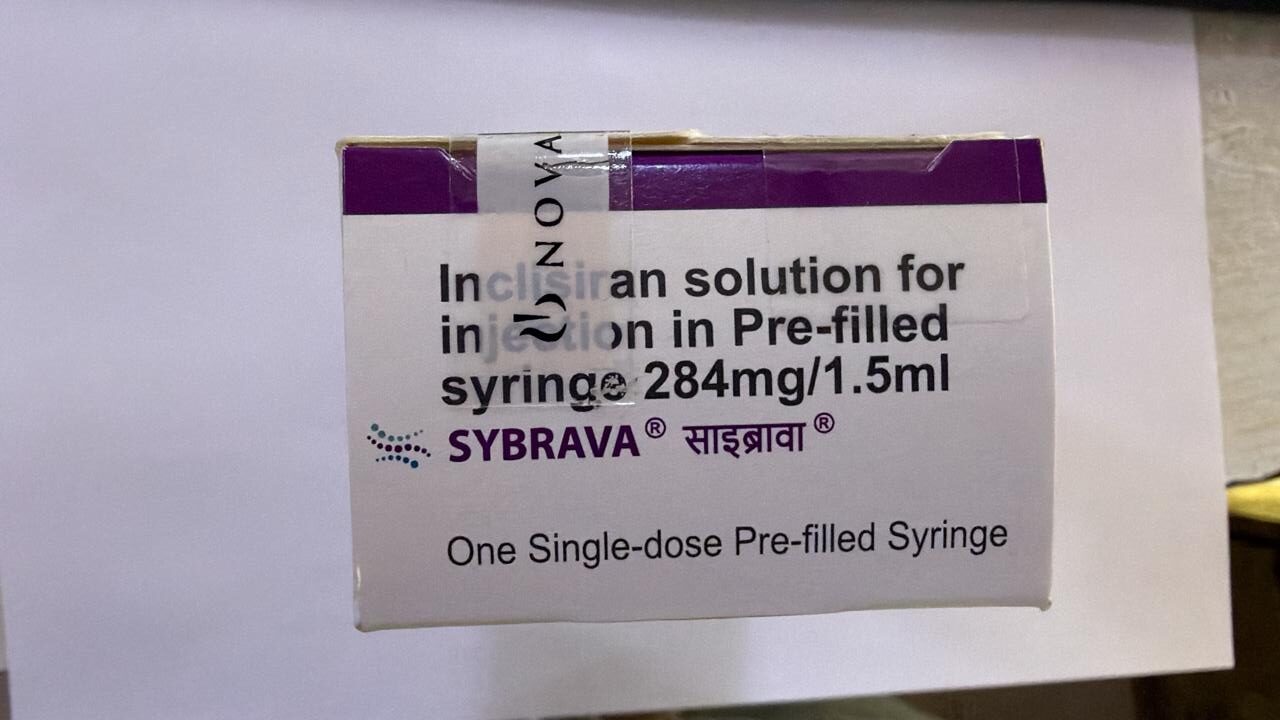 NOVA
Inclisiran solution for
injection in Pre-filled
syringe 284mg/1.5ml
SYBRAVA® साइब्रावा®
One Single-dose Pre-filled Syringe